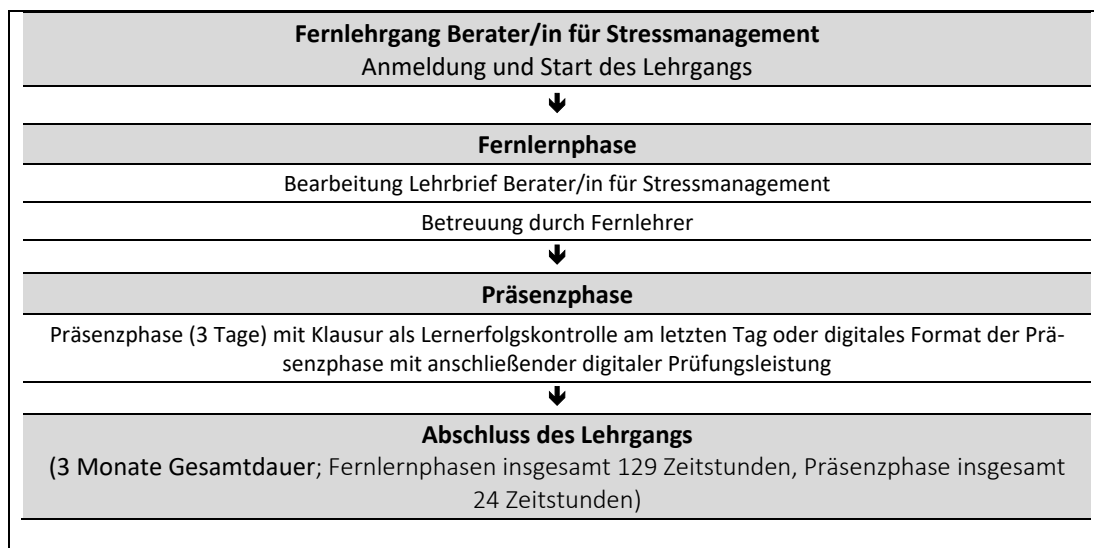 Fernlehrgang Berater/in für Stressmanagement
Anmeldung und Start des Lehrgangs
🡻
Fernlernphase
Bearbeitung Lehrbrief Berater/in für Stressmanagement
Betreuung durch Fernlehrer
🡻
Präsenzphase
Präsenzphase (3 Tage) mit Klausur als Lernerfolgskontrolle am letzten Tag oder digitales Format der Prä-
senzphase mit anschließender digitaler Prüfungsleistung
🡻
Abschluss des Lehrgangs
(3 Monate Gesamtdauer; Fernlernphasen insgesamt 129 Zeitstunden, Präsenzphase insgesamt
24 Zeitstunden)